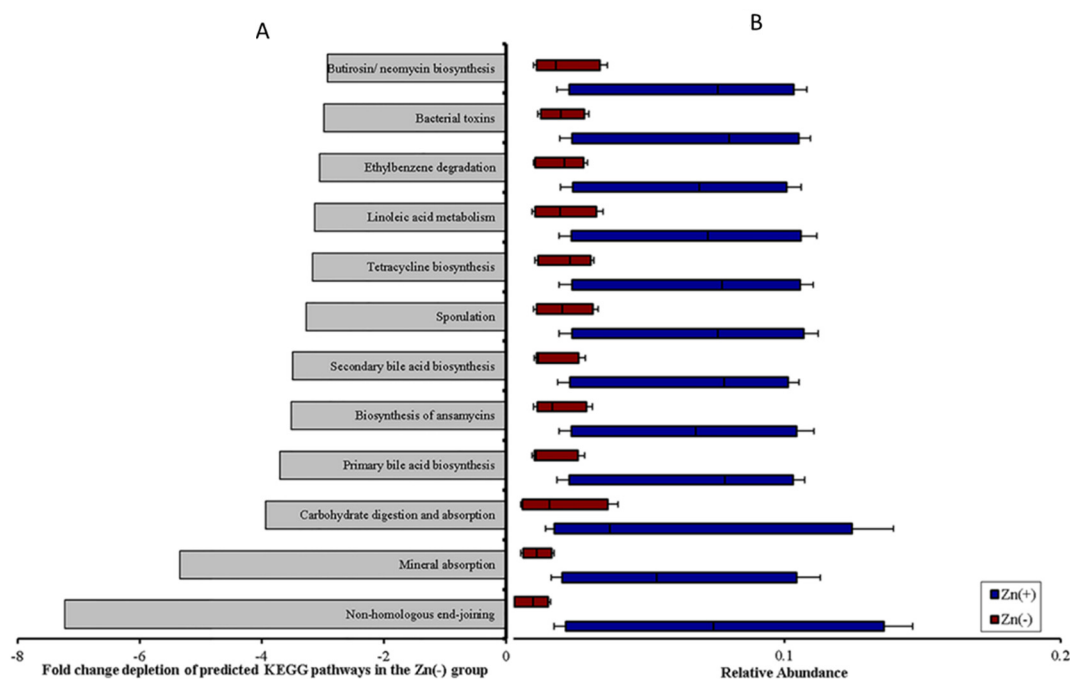 A
B
Butirosin/ neomycin biosynthesis
Bacterial toxins
Ethylbenzene degradation
Linoleic acid metabolism
Tetracycline biosynthesis
Sporulation
Secondary bile acid biosynthesis
Biosynthesis of ansamycins
Primary bile acid biosynthesis
Carbohydrate digestion and absorption
Mineral absorption
Non-homologous end-joining
Zn(+)
Zn(-)
-8 -6 -4 -2 0 0.1 0.2
Fold change depletion of predicted KEGG pathways in the Zn(-) group
Relative Abundance